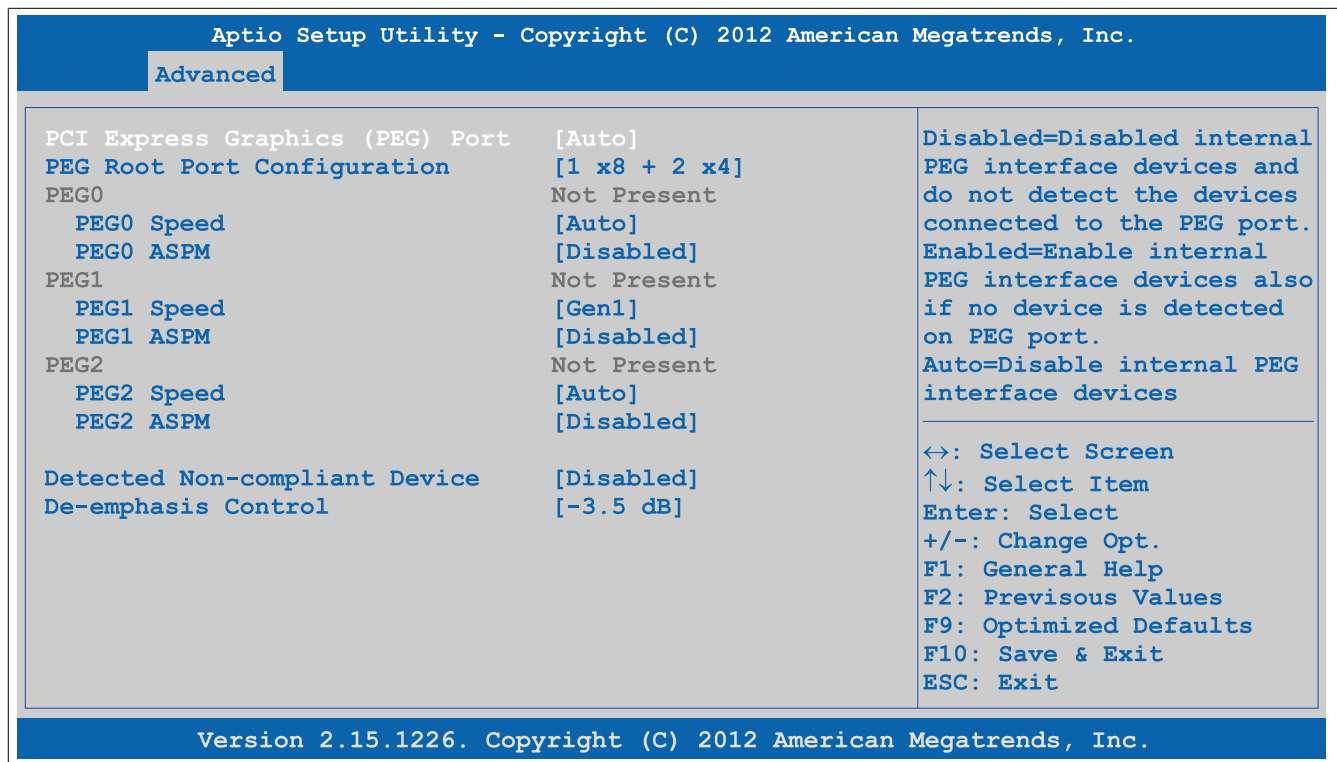 Aptio Setup Utility - Copyright (C) 2012 American Megatrends, Inc.
Advanced
PCI Express Graphics (PEG) Port [Auto]
PEG Root Port Configuration [1 x8 + 2 x4]
PEG0 Not Present
PEG0 Speed [Auto]
PEG0 ASPM [Disabled]
PEG1 Not Present
PEG1 Speed [Gen1]
PEG1 ASPM [Disabled]
PEG2 Not Present
PEG2 Speed [Auto]
PEG2 ASPM [Disabled]
Detected Non-compliant Device [Disabled]
De-emphasis Control [-3.5 dB]
Disabled=Disabled internal
PEG interface devices and
do not detect the devices
connected to the PEG port.
Enabled=Enable internal
PEG interface devices also
if no device is detected
on PEG port.
Auto=Disable internal PEG
interface devices
↔: Select Screen
↑↓: Select Item
Enter: Select
+/-: Change Opt.
F1: General Help
F2: Previsous Values
F9: Optimized Defaults
F10: Save & Exit
ESC: Exit
Version 2.15.1226. Copyright (C) 2012 American Megatrends, Inc.